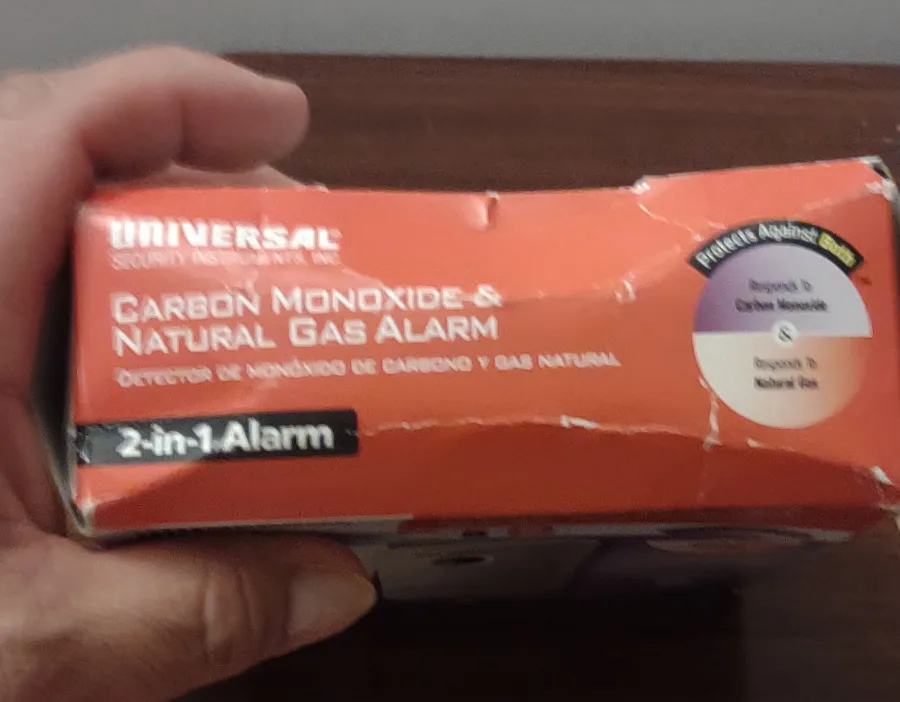 UNIVERSAL
SECURITY INSTRUMENTS, INC.
CARBON MONOXIDE &
NATURAL GAS ALARM
DETECTOR DE MONÓXIDO DE CARBONO Y GAS NATURAL
2-in-1 Alarm
Protects Against Both
Responds To
Carbon Monoxide
&
Responds To
Natural Gas